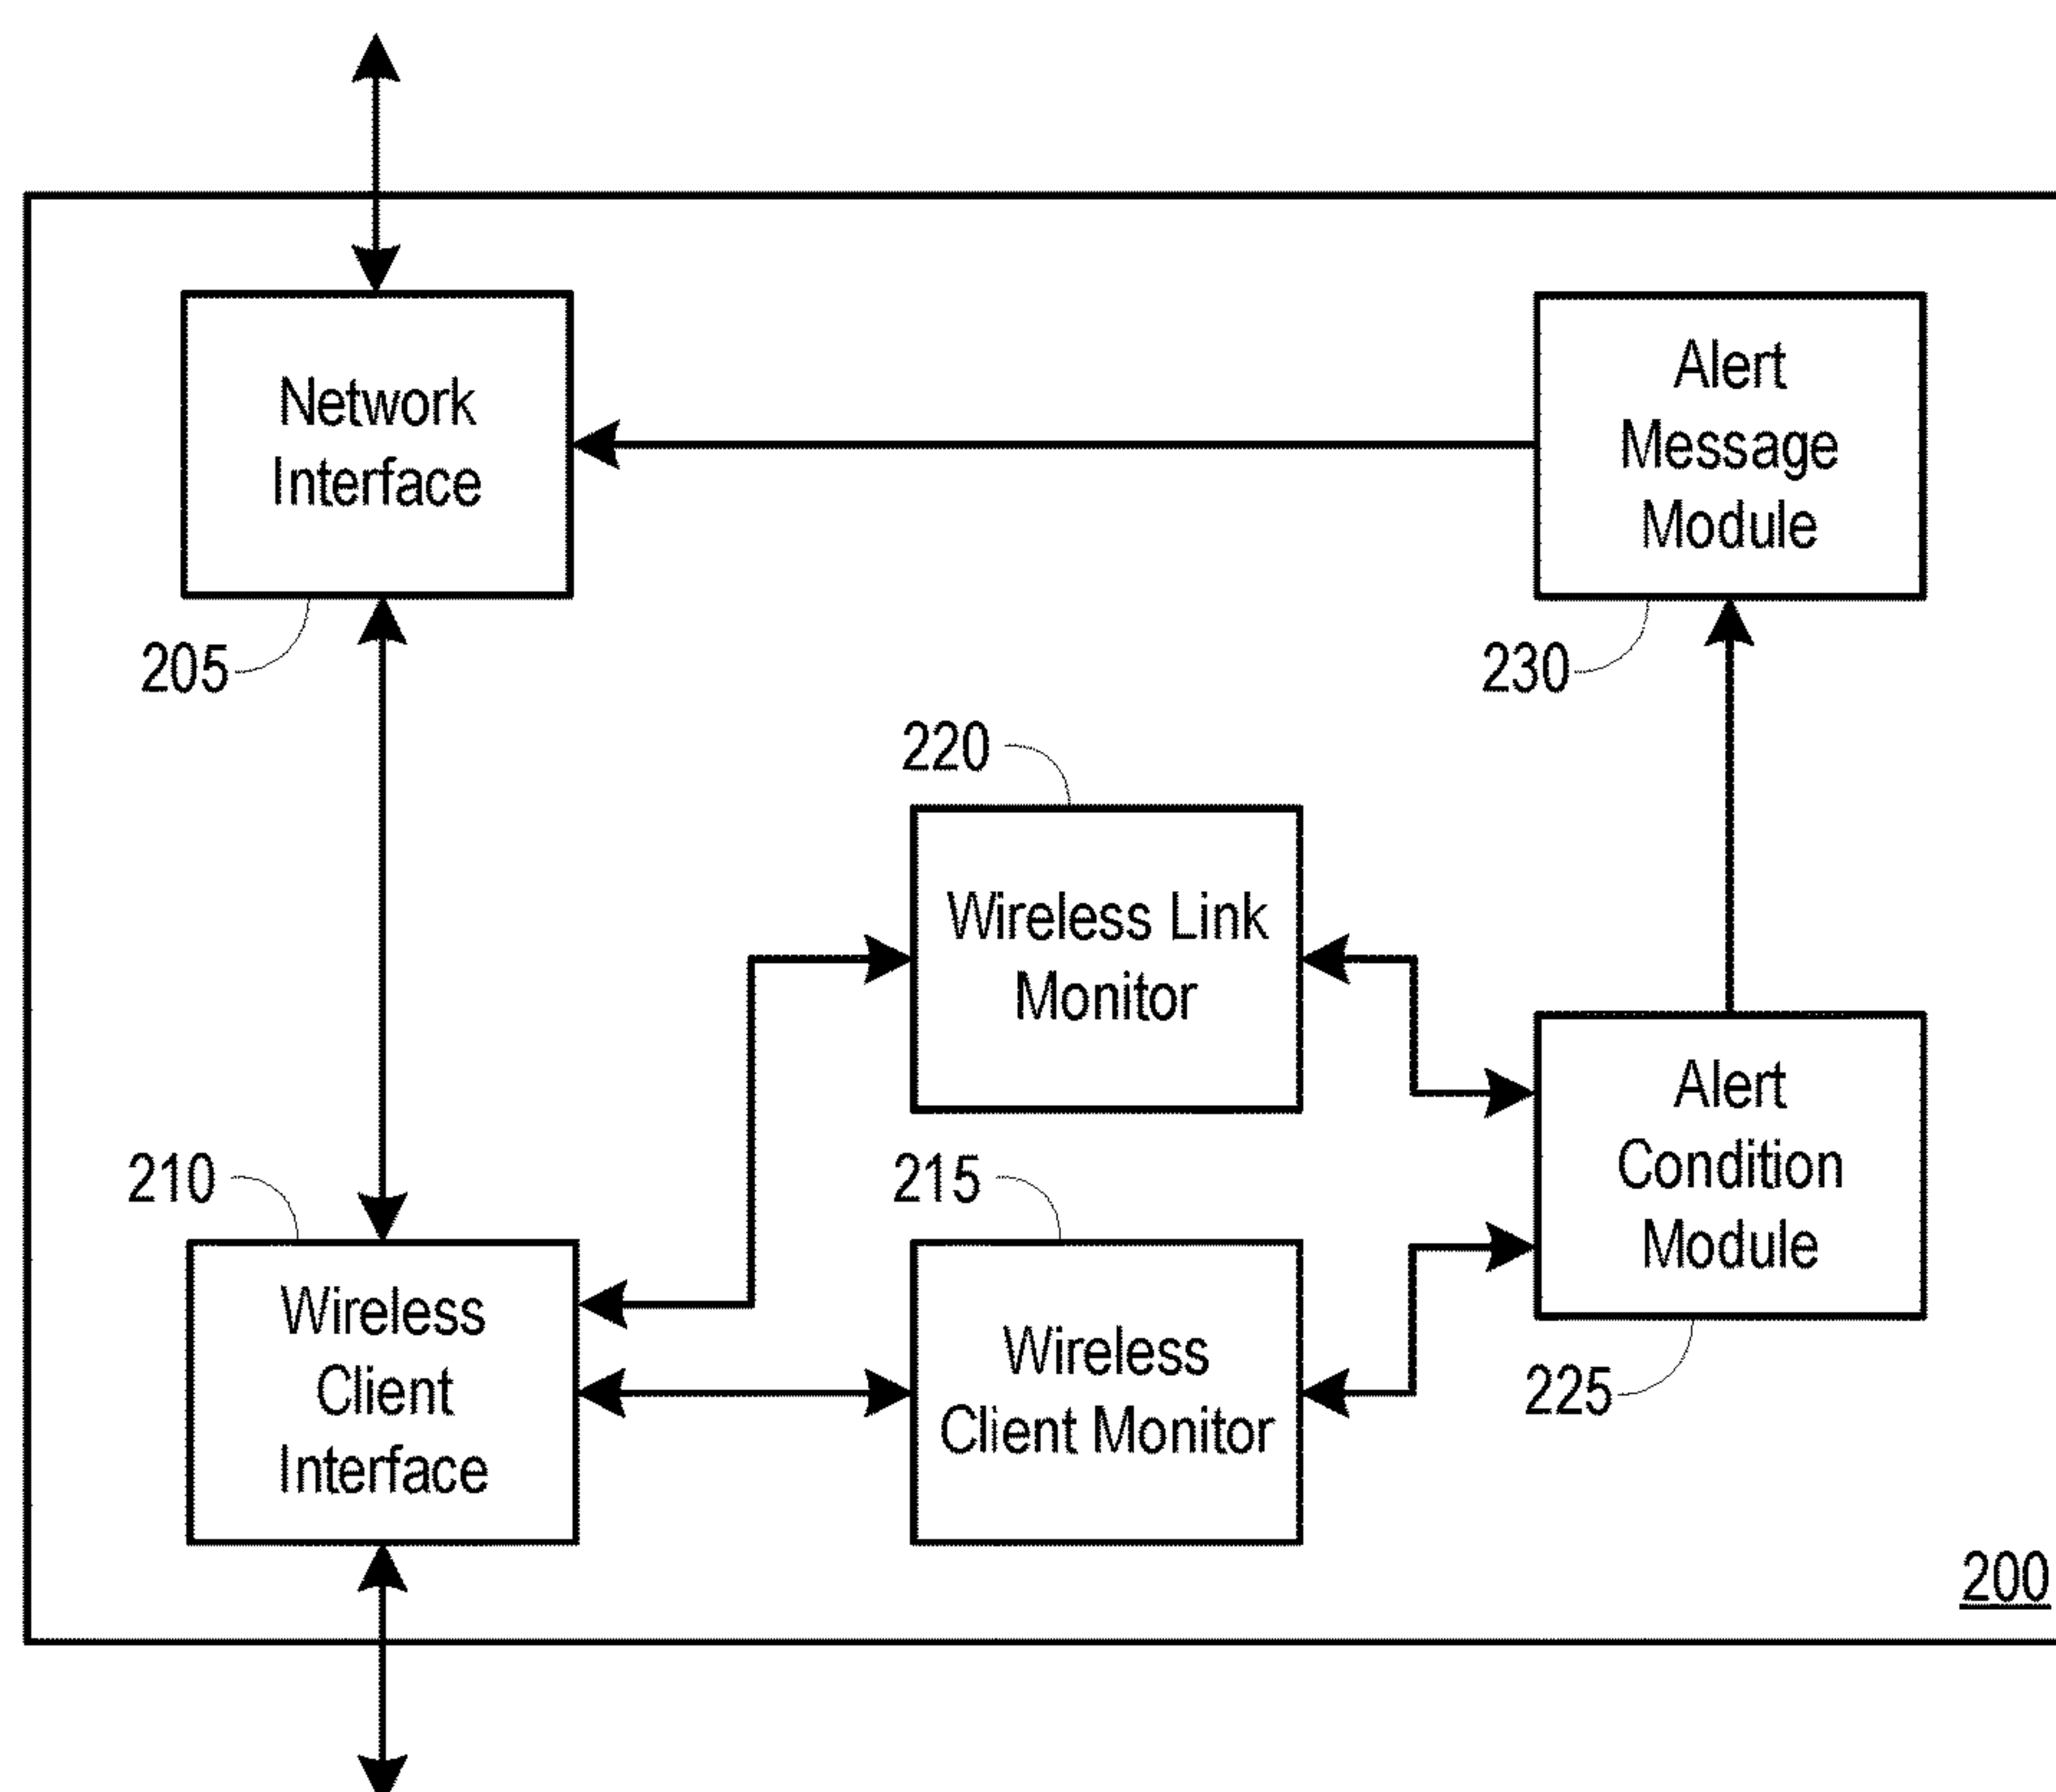 Network
Interface
205
Alert
Message
Module
230
220
Wireless Link
Monitor
Alert
Condition
Module
225
210
Wireless
Client
Interface
215
Wireless
Client Monitor
200